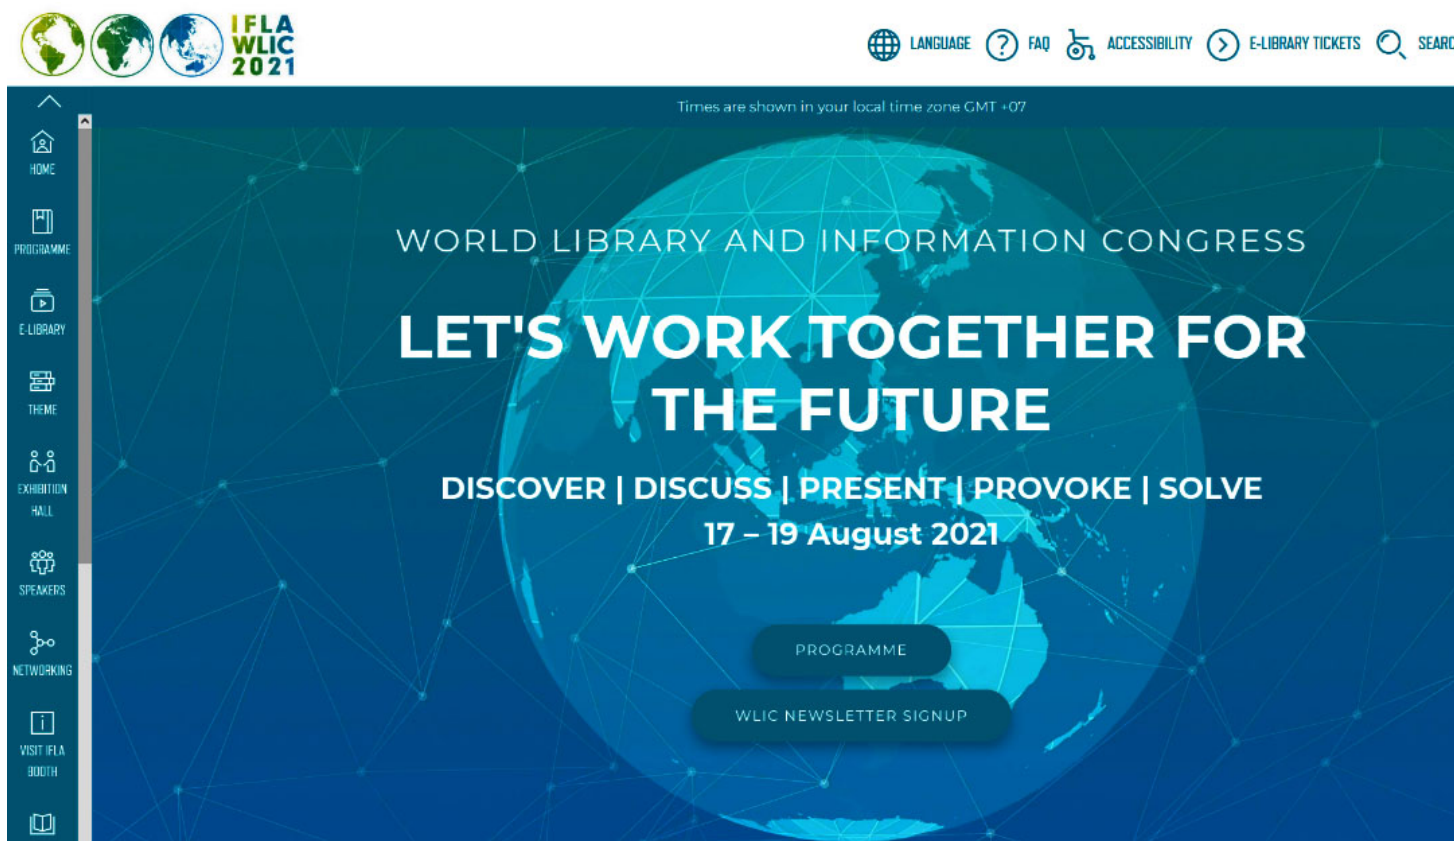 IFLA
WLIC
2021
LANGUAGE
FAQ
ACCESSIBILITY
E-LIBRARY TICKETS
SEARC
Times are shown in your local time zone GMT +07
HOME
PROGRAMME
E-LIBRARY
THEME
EXHIBITION
HALL
SPEAKERS
NETWORKING
VISIT IFLA
BOOTH
WORLD LIBRARY AND INFORMATION CONGRESS
LET'S WORK TOGETHER FOR
THE FUTURE
DISCOVER | DISCUSS | PRESENT | PROVOKE | SOLVE
17 – 19 August 2021
PROGRAMME
WLIC NEWSLETTER SIGNUP